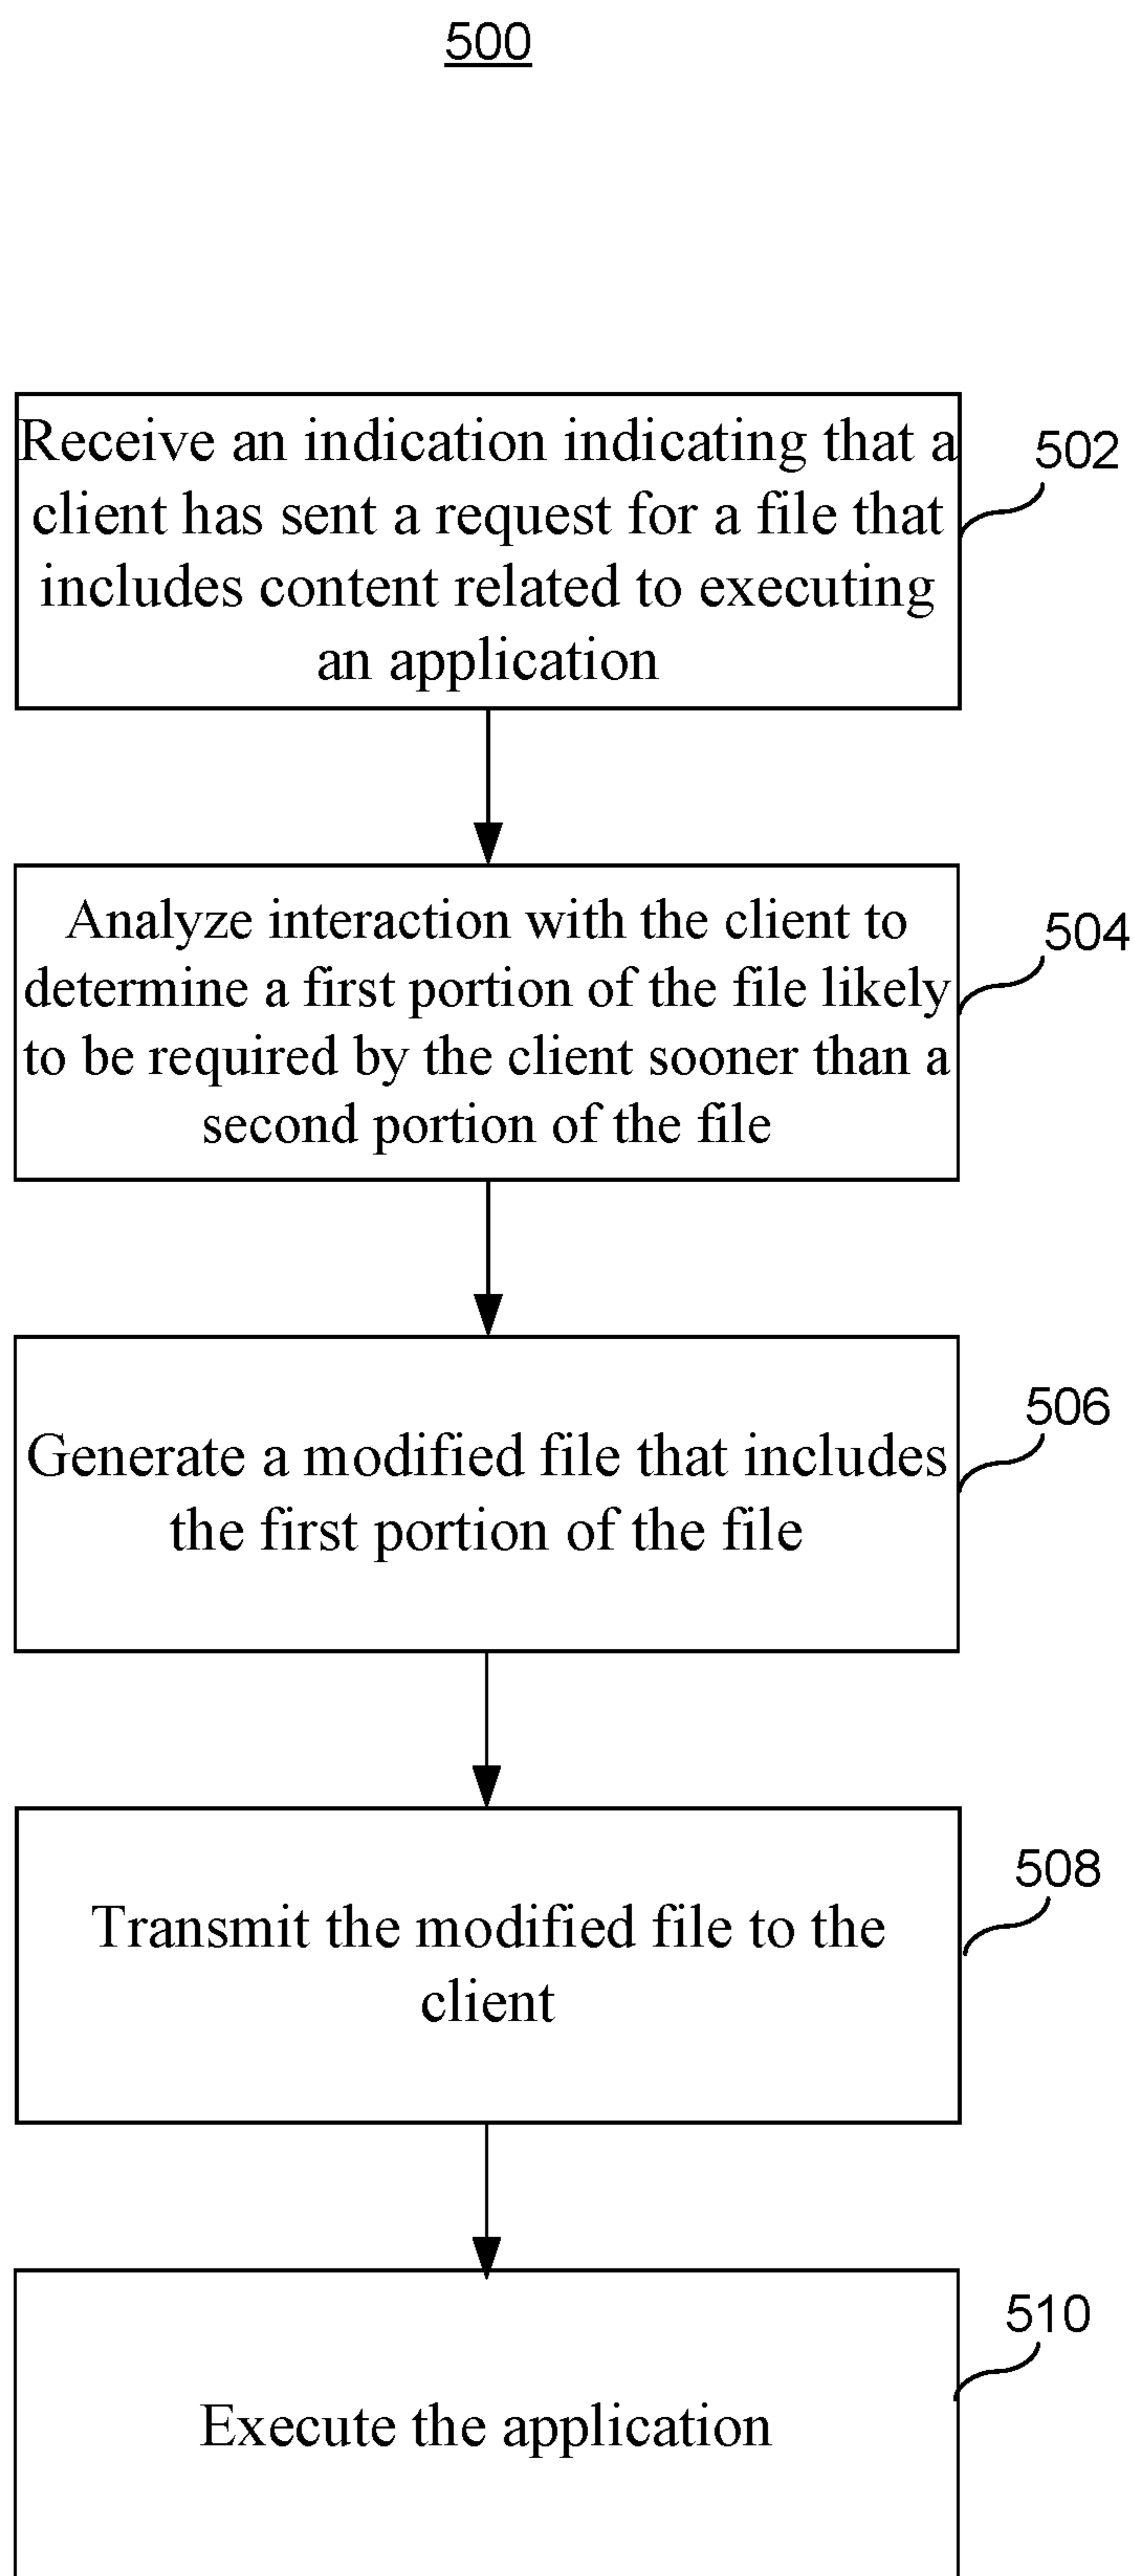 500
Receive an indication indicating that a
client has sent a request for a file that
includes content related to executing
an application
502
Analyze interaction with the client to
determine a first portion of the file likely
to be required by the client sooner than a
second portion of the file
504
Generate a modified file that includes
the first portion of the file
506
Transmit the modified file to the
client
508
Execute the application
510